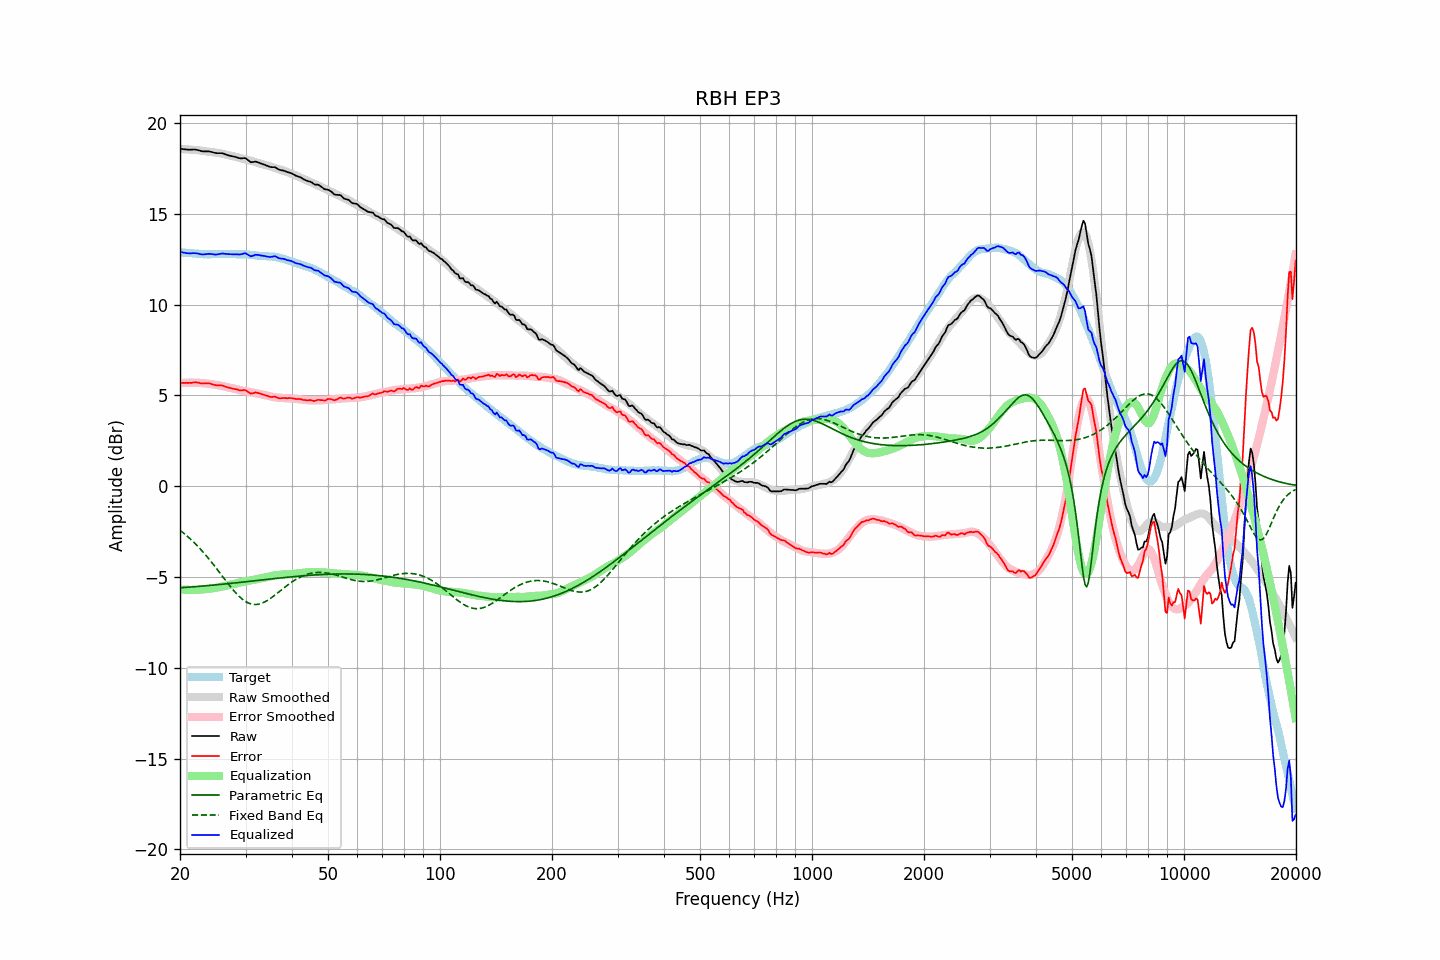 RBH EP3
Amplitude (dBr)
20
15
10
5
0
−5
−10
−15
−20
Target
Raw Smoothed
Error Smoothed
Raw
Error
Equalization
Parametric Eq
Fixed Band Eq
Equalized
20 50 100 200 500 1000 2000 5000 10000 20000
Frequency (Hz)